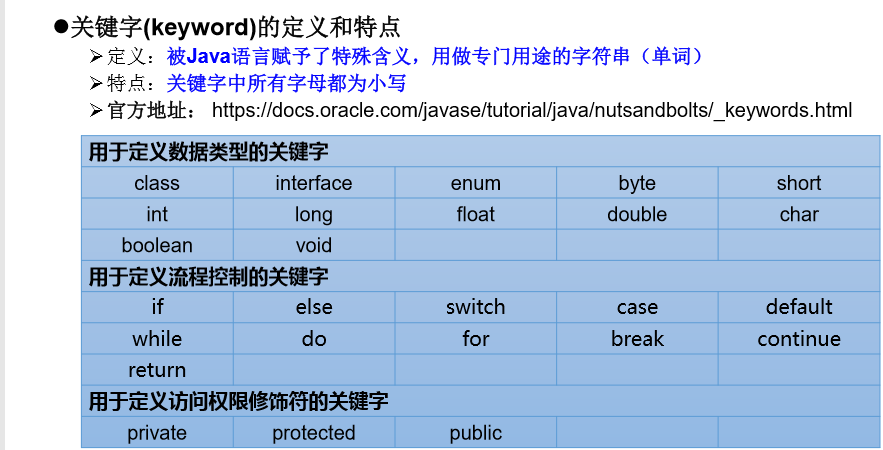 ●关键字(keyword)的定义和特点
➢定义：被Java语言赋予了特殊含义，用做专门用途的字符串（单词）
➢特点：关键字中所有字母都为小写
➢官方地址： https://docs.oracle.com/javase/tutorial/java/nutsandbolts/_keywords.html
用于定义数据类型的关键字
class interface enum byte short
int long float double char
boolean void
用于定义流程控制的关键字
if else switch case default
while do for break continue
return
用于定义访问权限修饰符的关键字
private protected public